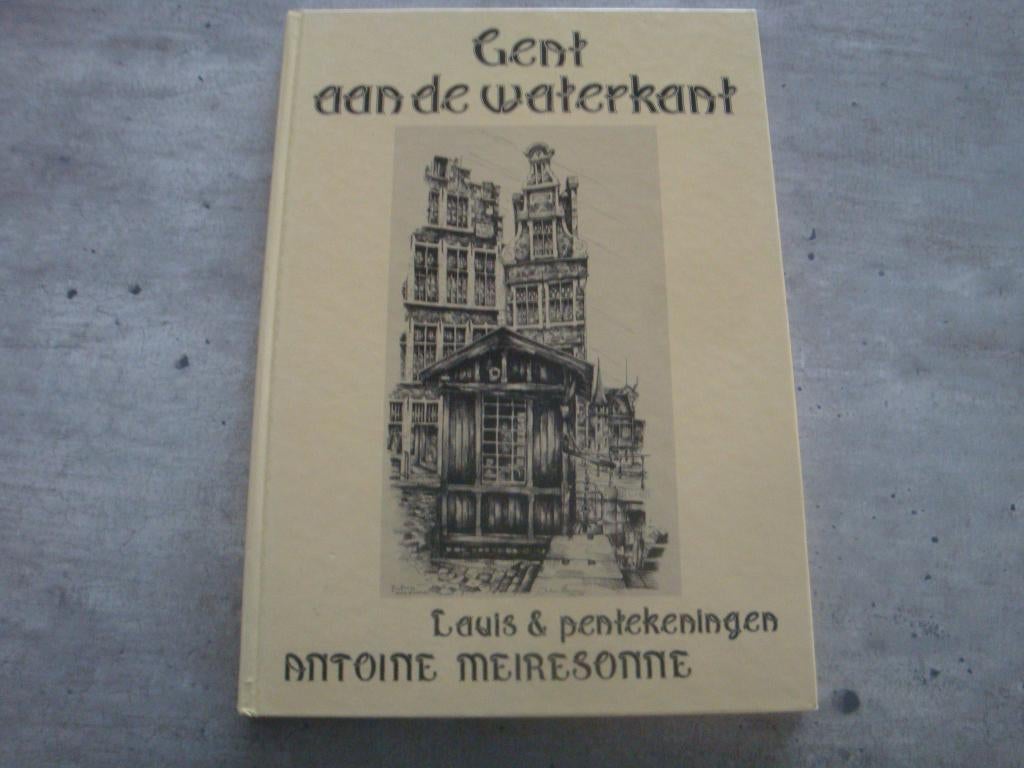 Gent
aan de waterkant
Lavis & pentekeningen
ANTOINE MEIRESONNE